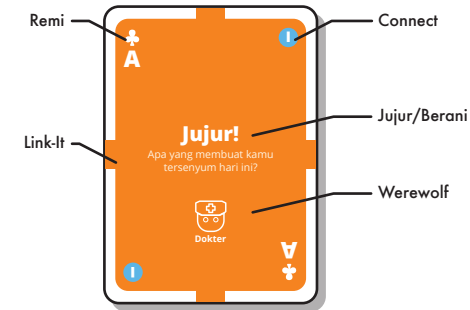 Remi
A
I
Connect
Jujur!
Apa yang membuat kamu
tersenyum hari ini?
Jujur/Berani
Link-It
Werewolf
Dokter
I
A